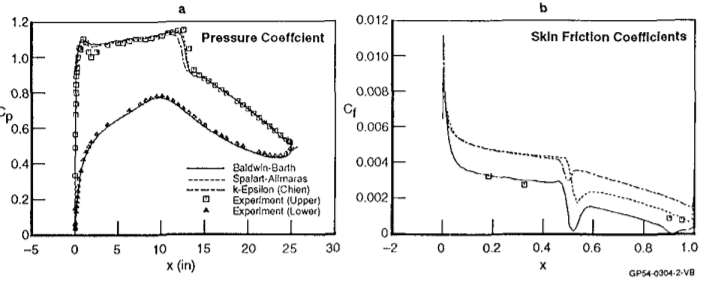 a
b
1.2
1.0
0.8
0.6
0.4
0.2
0
Pressure Coeffcient
Baldwin-Barth
Spalart-Allmaras
k-Epsilon (Chien)
Experiment (Upper)
Experiment (Lower)
–5 0 5 10 15 20 25 30
x (in)
0.012
0.010
0.008
0.006
Cf
0.004
0.002
0
Skin Friction Coefficients
–2 0 0.2 0.4 0.6 0.8 1.0
x
GP54-0304-2-VB